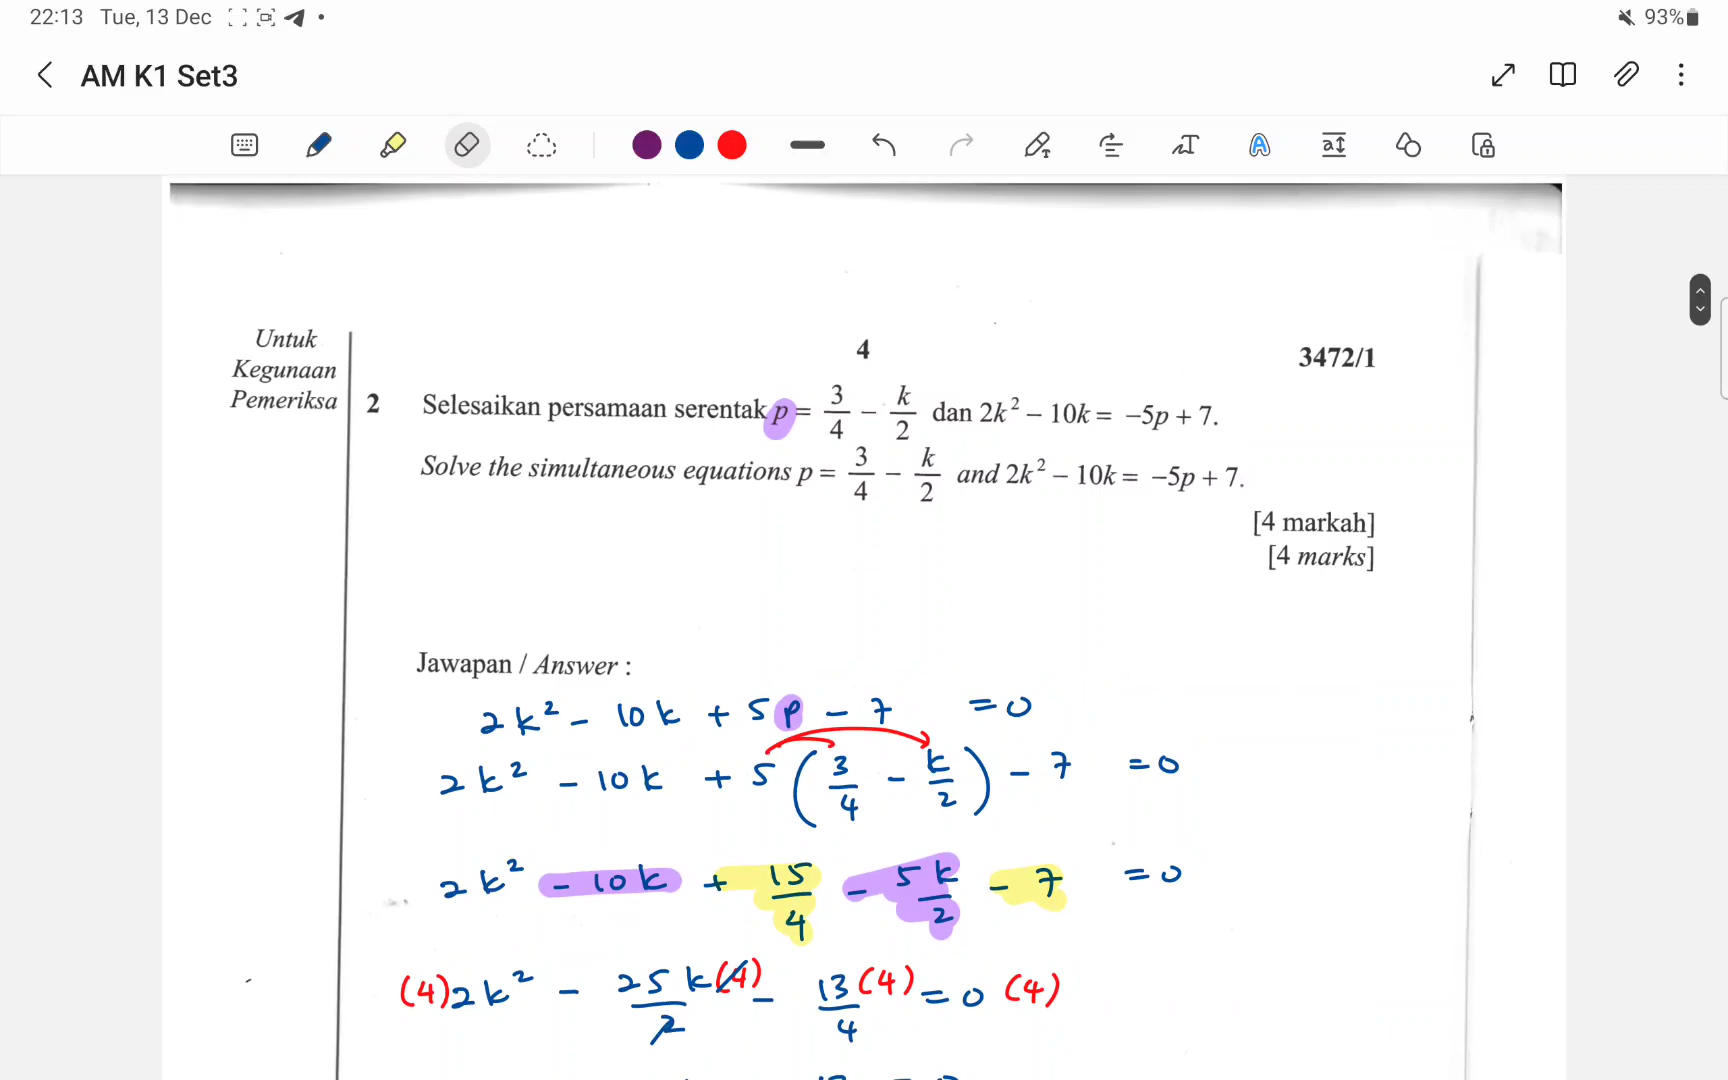 22:13 Tue, 13 Dec
93%
AM K1 Set3
Untuk
Kegunaan
Pemeriksa
4
3472/1
2 Selesaikan persamaan serentak p = 3/4 − k/2 dan 2k² − 10k = −5p + 7.
Solve the simultaneous equations p = 3/4 − k/2 and 2k² − 10k = −5p + 7.
[4 markah]
[4 marks]
Jawapan / Answer :
2k² − 10k + 5p − 7 = 0
2k² − 10k + 5(3/4 − k/2) − 7 = 0
2k² − 10k + 15/4 − 5k/2 − 7 = 0
(4)2k² − 25k/2(4) − 13/4(4) = 0(4)